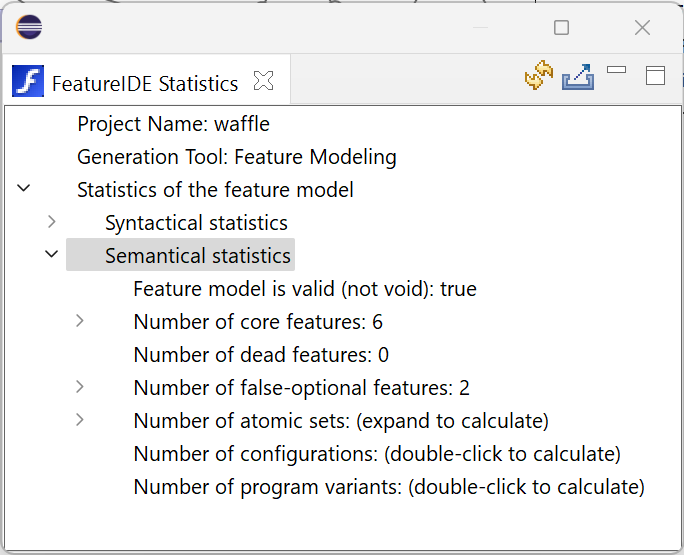 FeatureIDE Statistics
Project Name: waffle
Generation Tool: Feature Modeling
Statistics of the feature model
Syntactical statistics
Semantical statistics
Feature model is valid (not void): true
Number of core features: 6
Number of dead features: 0
Number of false-optional features: 2
Number of atomic sets: (expand to calculate)
Number of configurations: (double-click to calculate)
Number of program variants: (double-click to calculate)